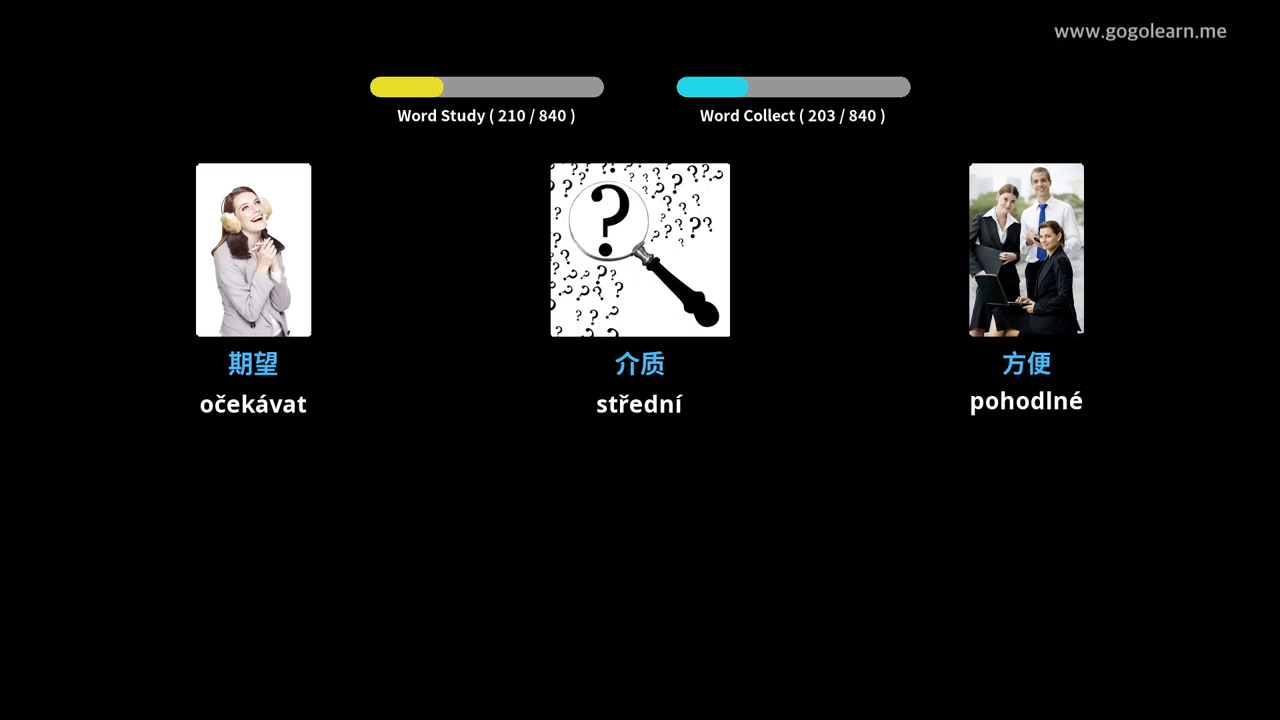 www.gogolearn.me
Word Study ( 210 / 840 )
Word Collect ( 203 / 840 )
期望
介质
方便
očekávat
střední
pohodlné